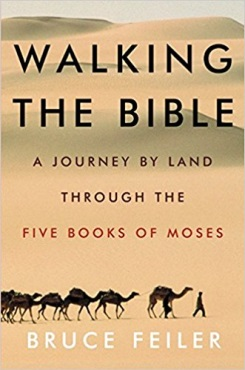 WALKING
THE BIBLE
A JOURNEY BY LAND
THROUGH THE
FIVE BOOKS OF MOSES
BRUCE FEILER